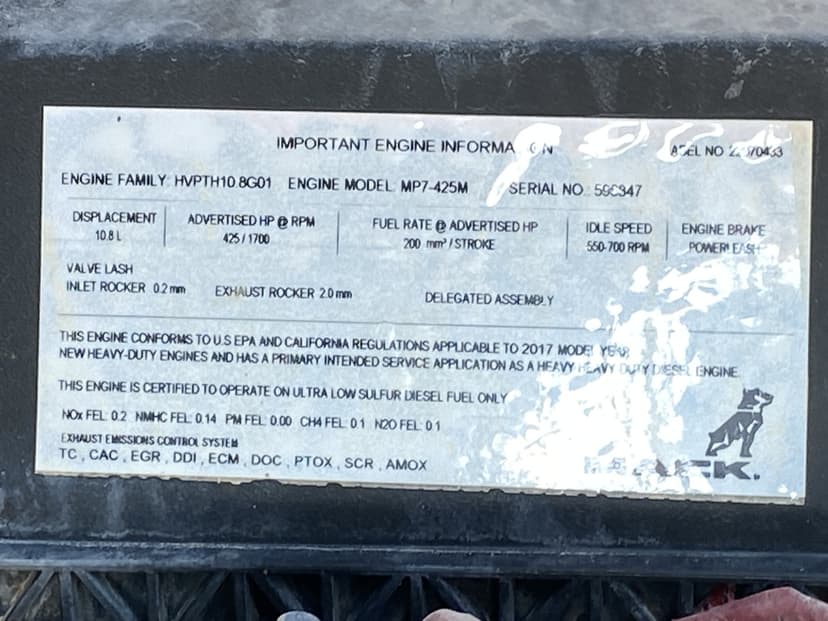 IMPORTANT ENGINE
ENGINE FAMILY: HVPTH10.8G01 ENGINE MODEL: MP7-425M SERIAL NO.:
DISPLACEMENT ADVERTISED HP @ RPM FUEL RATE @ ADVERTISED HP IDLE SPEED ENGINE BRAKE
10.8 L 425 / 1700 200 mm³ / STROKE 550-700 RPM
VALVE LASH
INLET ROCKER 0.2 mm EXHAUST ROCKER 2.0 mm DELEGATED ASSEMBLY
THIS ENGINE CONFORMS TO U.S EPA AND CALIFORNIA REGULATIONS APPLICABLE TO 2017 MODEL YEAR
NEW HEAVY-DUTY ENGINES AND HAS A PRIMARY INTENDED SERVICE APPLICATION AS A HEAVY HEAVY DUTY DIESEL ENGINE.
THIS ENGINE IS CERTIFIED TO OPERATE ON ULTRA LOW SULFUR DIESEL FUEL ONLY
NOx FEL: 0.2 NMHC FEL: 0.14 PM FEL: 0.00 CH4 FEL: 0.1 N2O FEL: 0.1
EXHAUST EMISSIONS CONTROL SYSTEM
TC , CAC , EGR , DDI , ECM , DOC , PTOX , SCR , AMOX